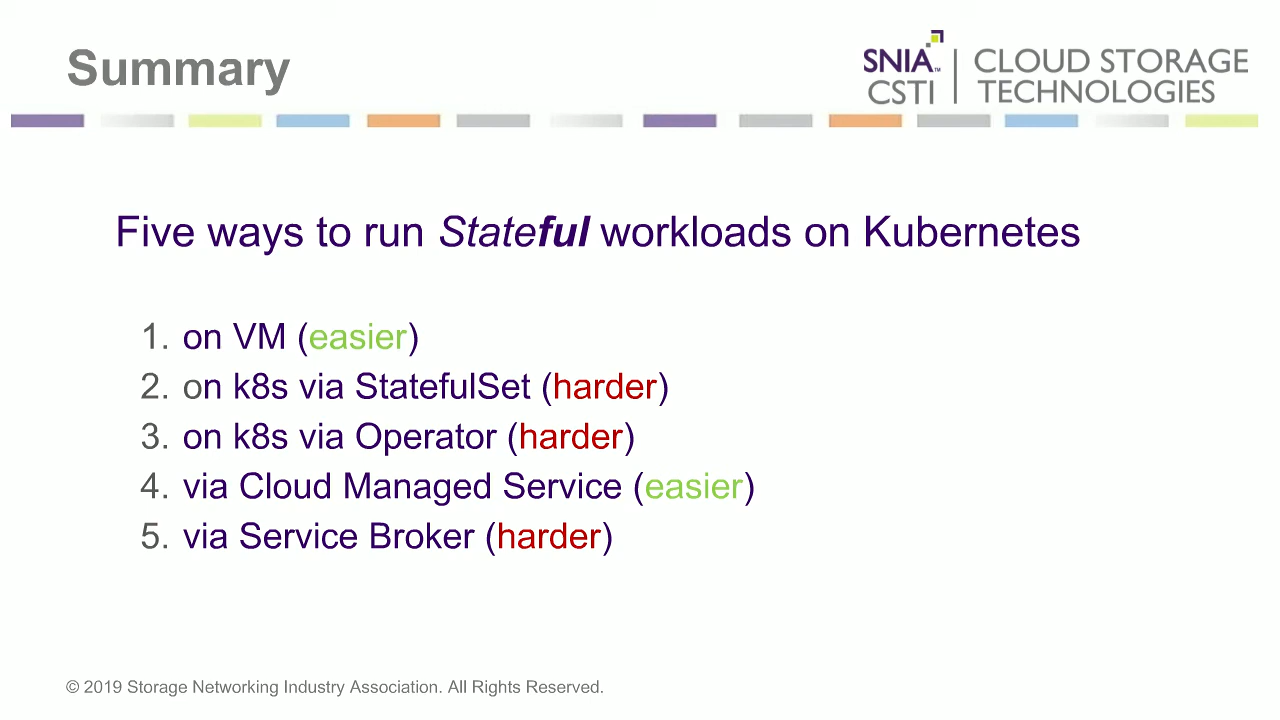 Summary
SNIA™ CSTI | CLOUD STORAGE TECHNOLOGIES
Five ways to run Stateful workloads on Kubernetes
1. on VM (easier)
2. on k8s via StatefulSet (harder)
3. on k8s via Operator (harder)
4. via Cloud Managed Service (easier)
5. via Service Broker (harder)
© 2019 Storage Networking Industry Association. All Rights Reserved.